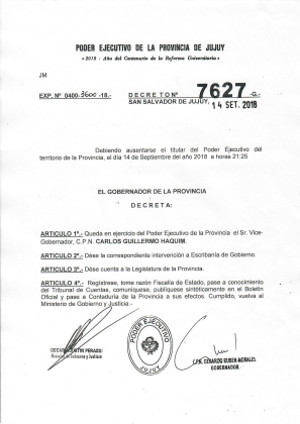 PODER EJECUTIVO DE LA PROVINCIA DE JUJUY
"2018 - Año del Centenario de la Reforma Universitaria"
JM
EXP. Nº 0400-3600-18.-
DECRETO Nº 7627 -G-
SAN SALVADOR DE JUJUY, 14 SET. 2018
Debiendo ausentarse el titular del Poder Ejecutivo del
territorio de la Provincia, el día 14 de Septiembre del año 2018 a horas 21:25
EL GOBERNADOR DE LA PROVINCIA
DECRETA:
ARTICULO 1º.- Queda en ejercicio del Poder Ejecutivo de la Provincia el Sr. Vice-
Gobernador, C.P.N. CARLOS GUILLERMO HAQUIM.
ARTICULO 2º.- Dése la correspondiente intervención a Escribanía de Gobierno.
ARTICULO 3º.- Dése cuenta a la Legislatura de la Provincia.
ARTICULO 4º.- Regístrese, tome razón Fiscalía de Estado, pase a conocimiento
del Tribunal de Cuentas, comuníquese, publíquese sintéticamente en el Boletín
Oficial y pase a Contaduría de la Provincia a sus efectos. Cumplido, vuelva al
Ministerio de Gobierno y Justicia.
PODER EJECUTIVO
JUJUY
C.P.N. GERARDO RUBEN MORALES
GOBERNADOR